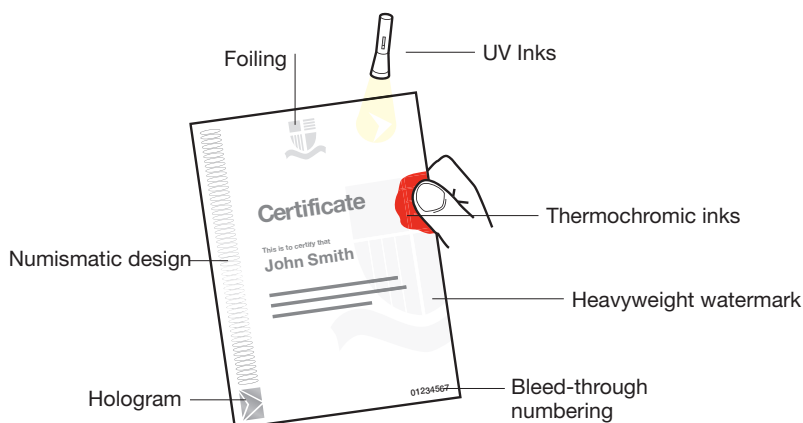 Foiling
UV Inks
Certificate
Thermochromic inks
This is to certify that
John Smith
Numismatic design
Heavyweight watermark
Hologram
01234567
Bleed-through
numbering